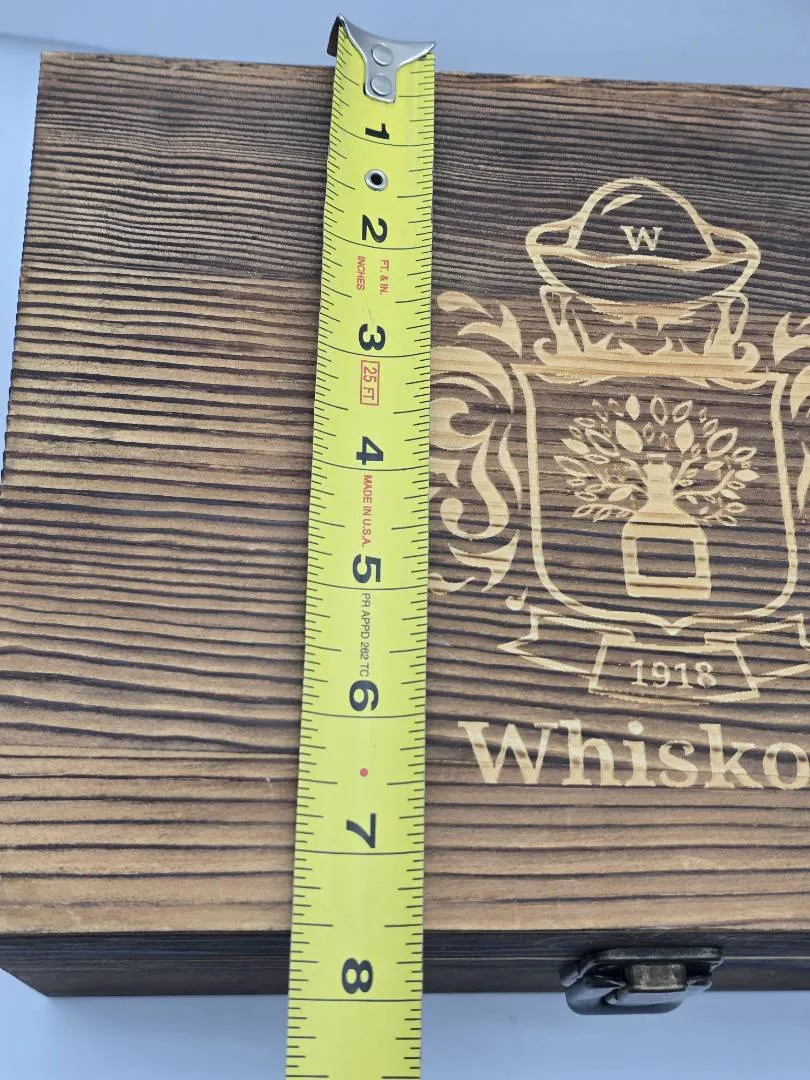 1
2
FT. & IN.
INCHES
3
25 FT
4
MADE IN U.S.A.
5
PR APPD 262 TC
6
7
8
W
1918
Whisko